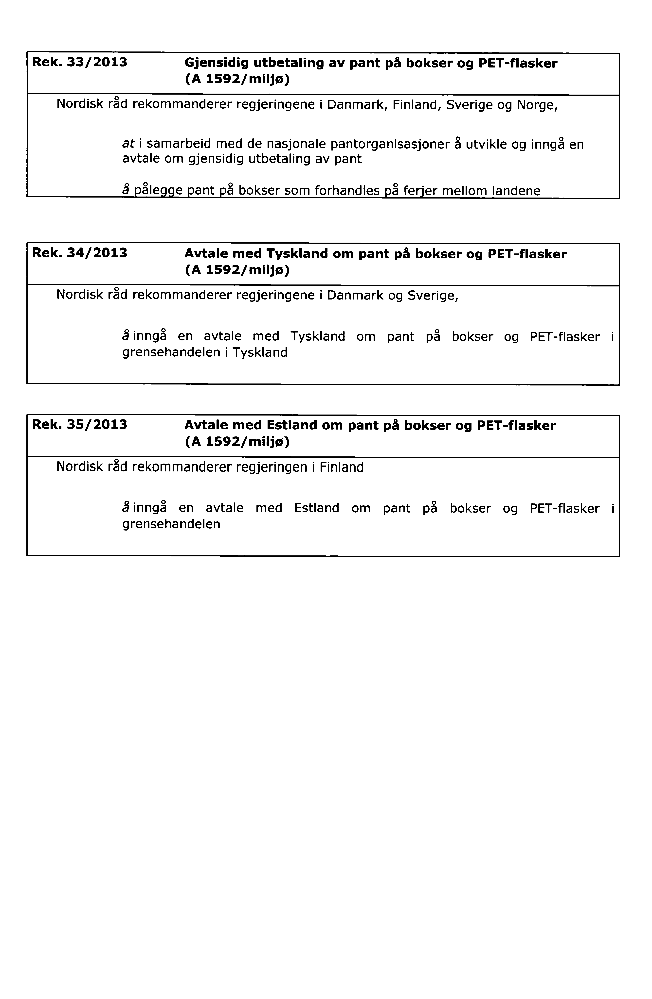 Rek. 33/2013 Gjensidig utbetaling av pant på bokser og PET-flasker
(A 1592/miljø)
Nordisk råd rekommanderer regjeringene i Danmark, Finland, Sverige og Norge,
at i samarbeid med de nasjonale pantorganisasjoner å utvikle og inngå en
avtale om gjensidig utbetaling av pant
å pålegge pant på bokser som forhandles på ferjer mellom landene
Rek. 34/2013 Avtale med Tyskland om pant på bokser og PET-flasker
(A 1592/miljø)
Nordisk råd rekommanderer regjeringene i Danmark og Sverige,
å inngå en avtale med Tyskland om pant på bokser og PET-flasker i
grensehandelen i Tyskland
Rek. 35/2013 Avtale med Estland om pant på bokser og PET-flasker
(A 1592/miljø)
Nordisk råd rekommanderer regjeringen i Finland
å inngå en avtale med Estland om pant på bokser og PET-flasker i
grensehandelen